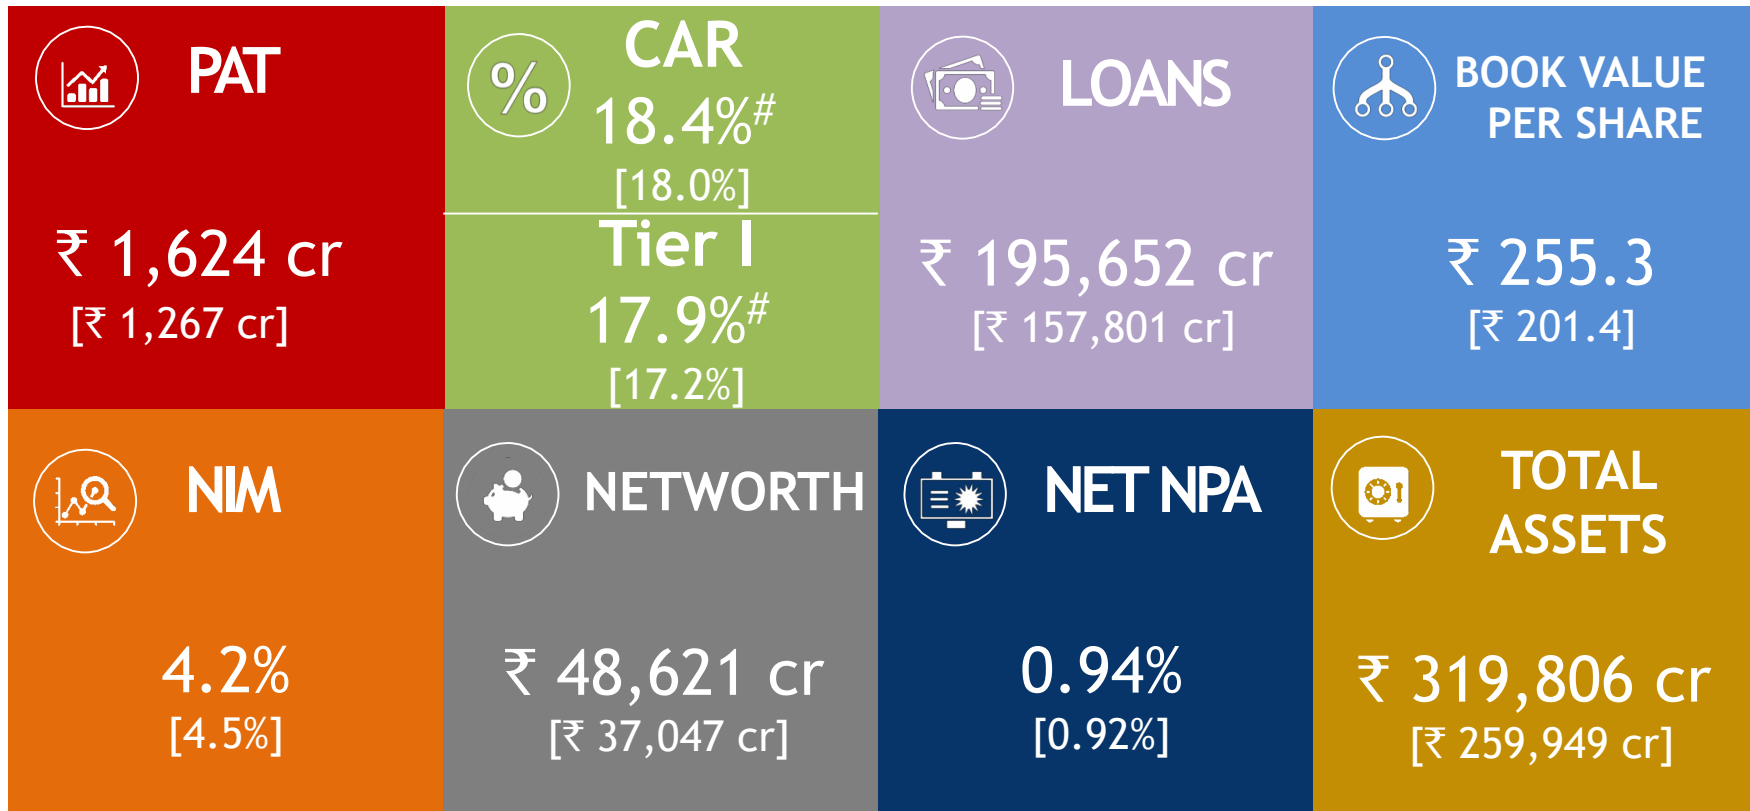 PAT
₹ 1,624 cr
[₹ 1,267 cr]
%
CAR
18.4%#
[18.0%]
Tier I
17.9%#
[17.2%]
LOANS
₹ 195,652 cr
[₹ 157,801 cr]
BOOK VALUE
PER SHARE
₹ 255.3
[₹ 201.4]
NIM
4.2%
[4.5%]
NETWORTH
₹ 48,621 cr
[₹ 37,047 cr]
NET NPA
0.94%
[0.92%]
TOTAL
ASSETS
₹ 319,806 cr
[₹ 259,949 cr]